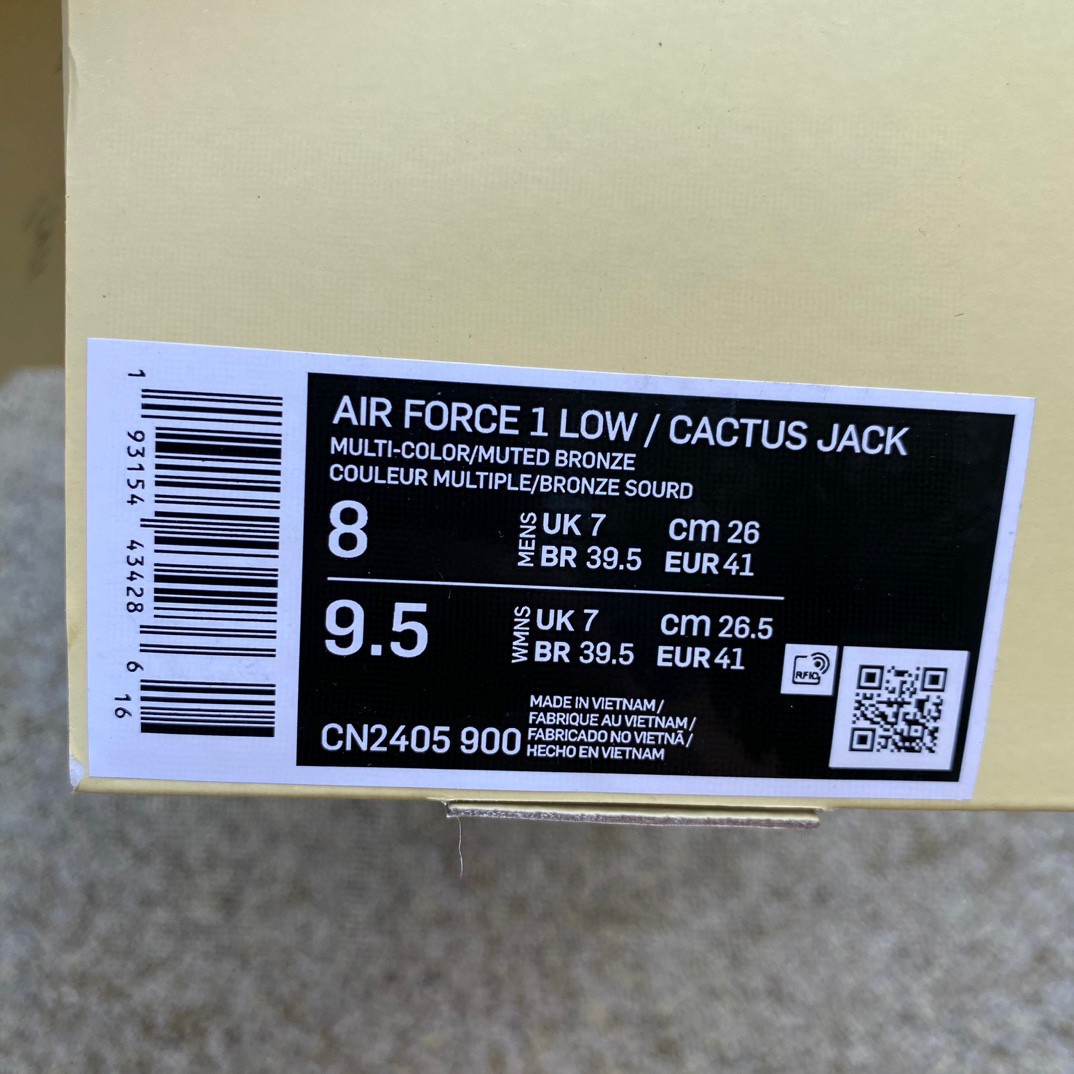 AIR FORCE 1 LOW / CACTUS JACK
MULTI-COLOR/MUTED BRONZE
COULEUR MULTIPLE/BRONZE SOURD
8
MENS
UK 7 cm 26
BR 39.5 EUR 41
9.5
WMNS
UK 7 cm 26.5
BR 39.5 EUR 41
RFID
CN2405 900
MADE IN VIETNAM /
FABRIQUE AU VIETNAM /
FABRICADO NO VIETNÃ /
HECHO EN VIETNAM
1 93154 43428 6 16